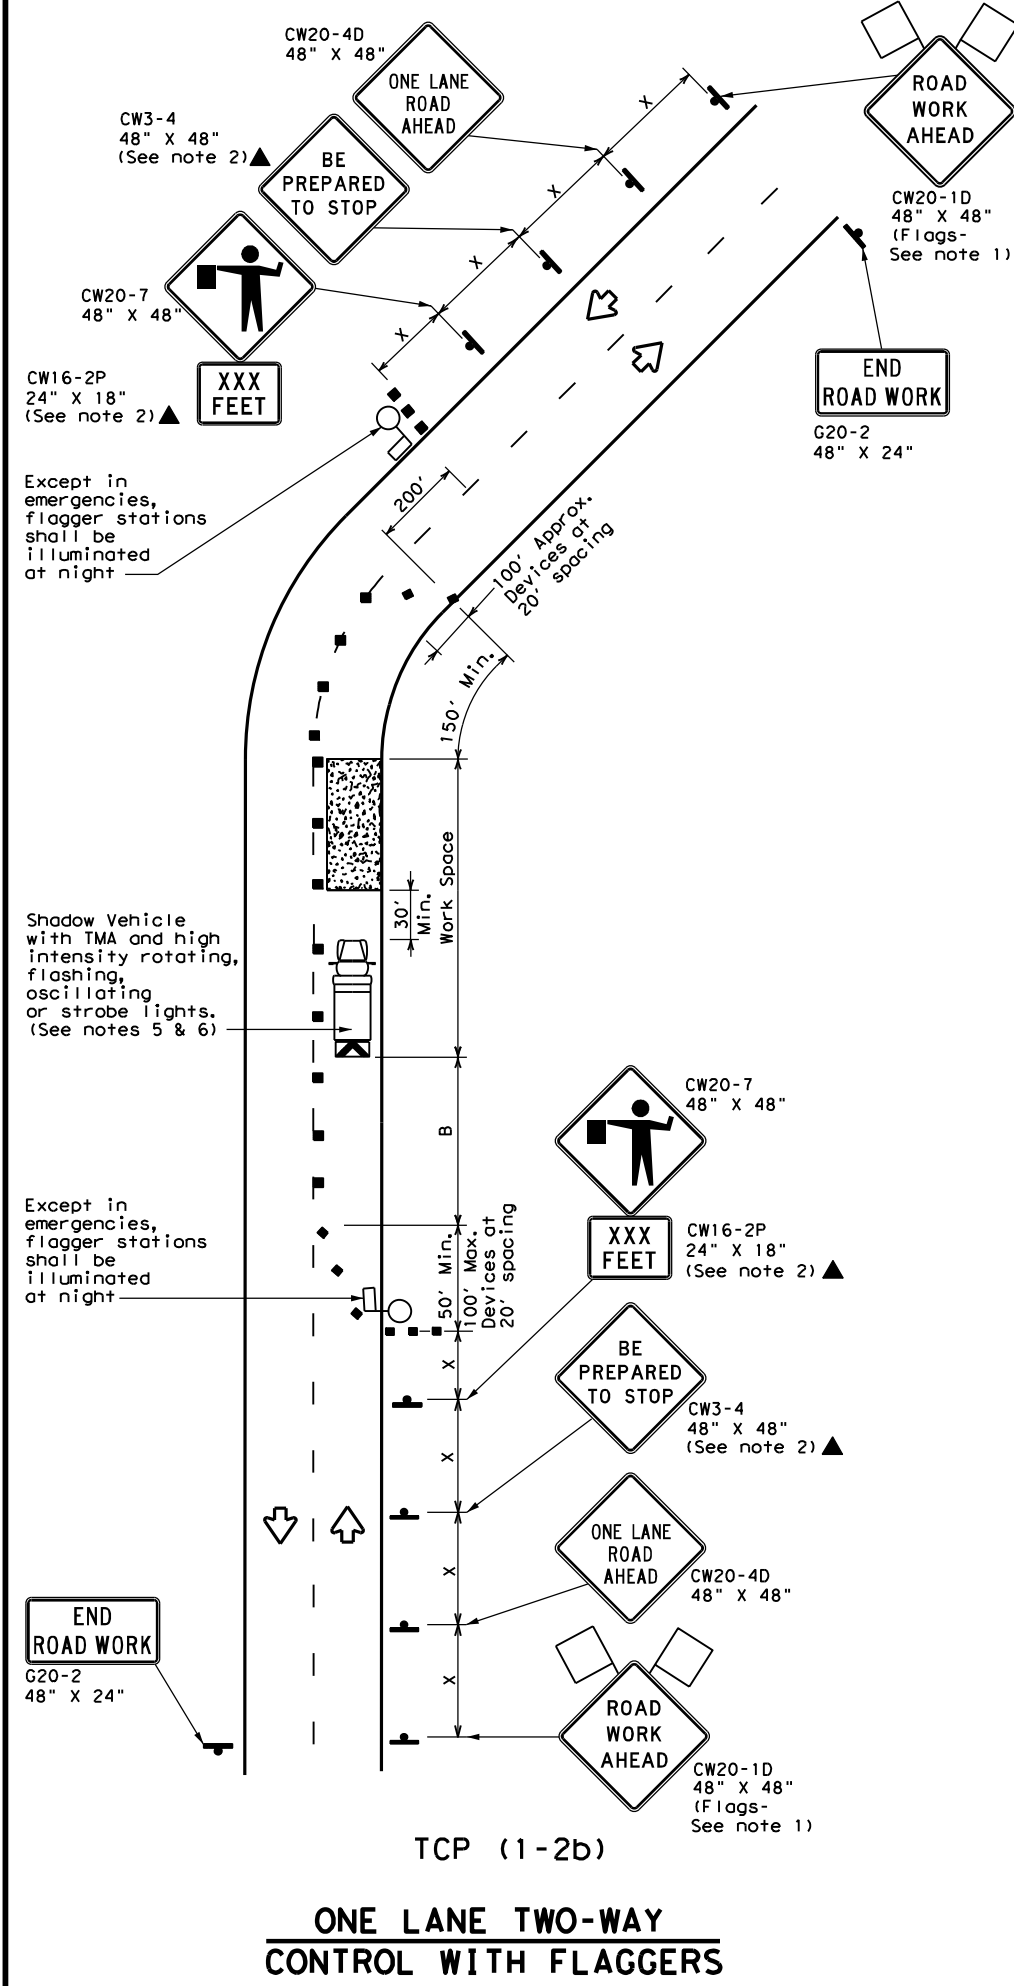 CW20-4D
48" X 48"
ONE LANE
ROAD
AHEAD
X
ROAD
WORK
AHEAD
CW20-1D
48" X 48"
(Flags-
See note 1)
CW3-4
48" X 48"
(See note 2)
BE
PREPARED
TO STOP
X
X
CW20-7
48" X 48"
X
CW16-2P
24" X 18"
(See note 2)
XXX
FEET
END
ROAD WORK
G20-2
48" X 24"
Except in
emergencies,
flagger stations
shall be
illuminated
at night
200'
100' Approx.
Devices at
20' spacing
150' Min.
Work Space
30'
Min.
Shadow Vehicle
with TMA and high
intensity rotating,
flashing,
oscillating
or strobe lights.
(See notes 5 & 6)
B
CW20-7
48" X 48"
XXX
FEET
CW16-2P
24" X 18"
(See note 2)
Except in
emergencies,
flagger stations
shall be
illuminated
at night
50' Min.
100' Max.
Devices at
20' spacing
X
BE
PREPARED
TO STOP
CW3-4
48" X 48"
(See note 2)
X
ONE LANE
ROAD
AHEAD
CW20-4D
48" X 48"
X
END
ROAD WORK
G20-2
48" X 24"
X
ROAD
WORK
AHEAD
CW20-1D
48" X 48"
(Flags-
See note 1)
TCP (1-2b)
ONE LANE TWO-WAY
CONTROL WITH FLAGGERS